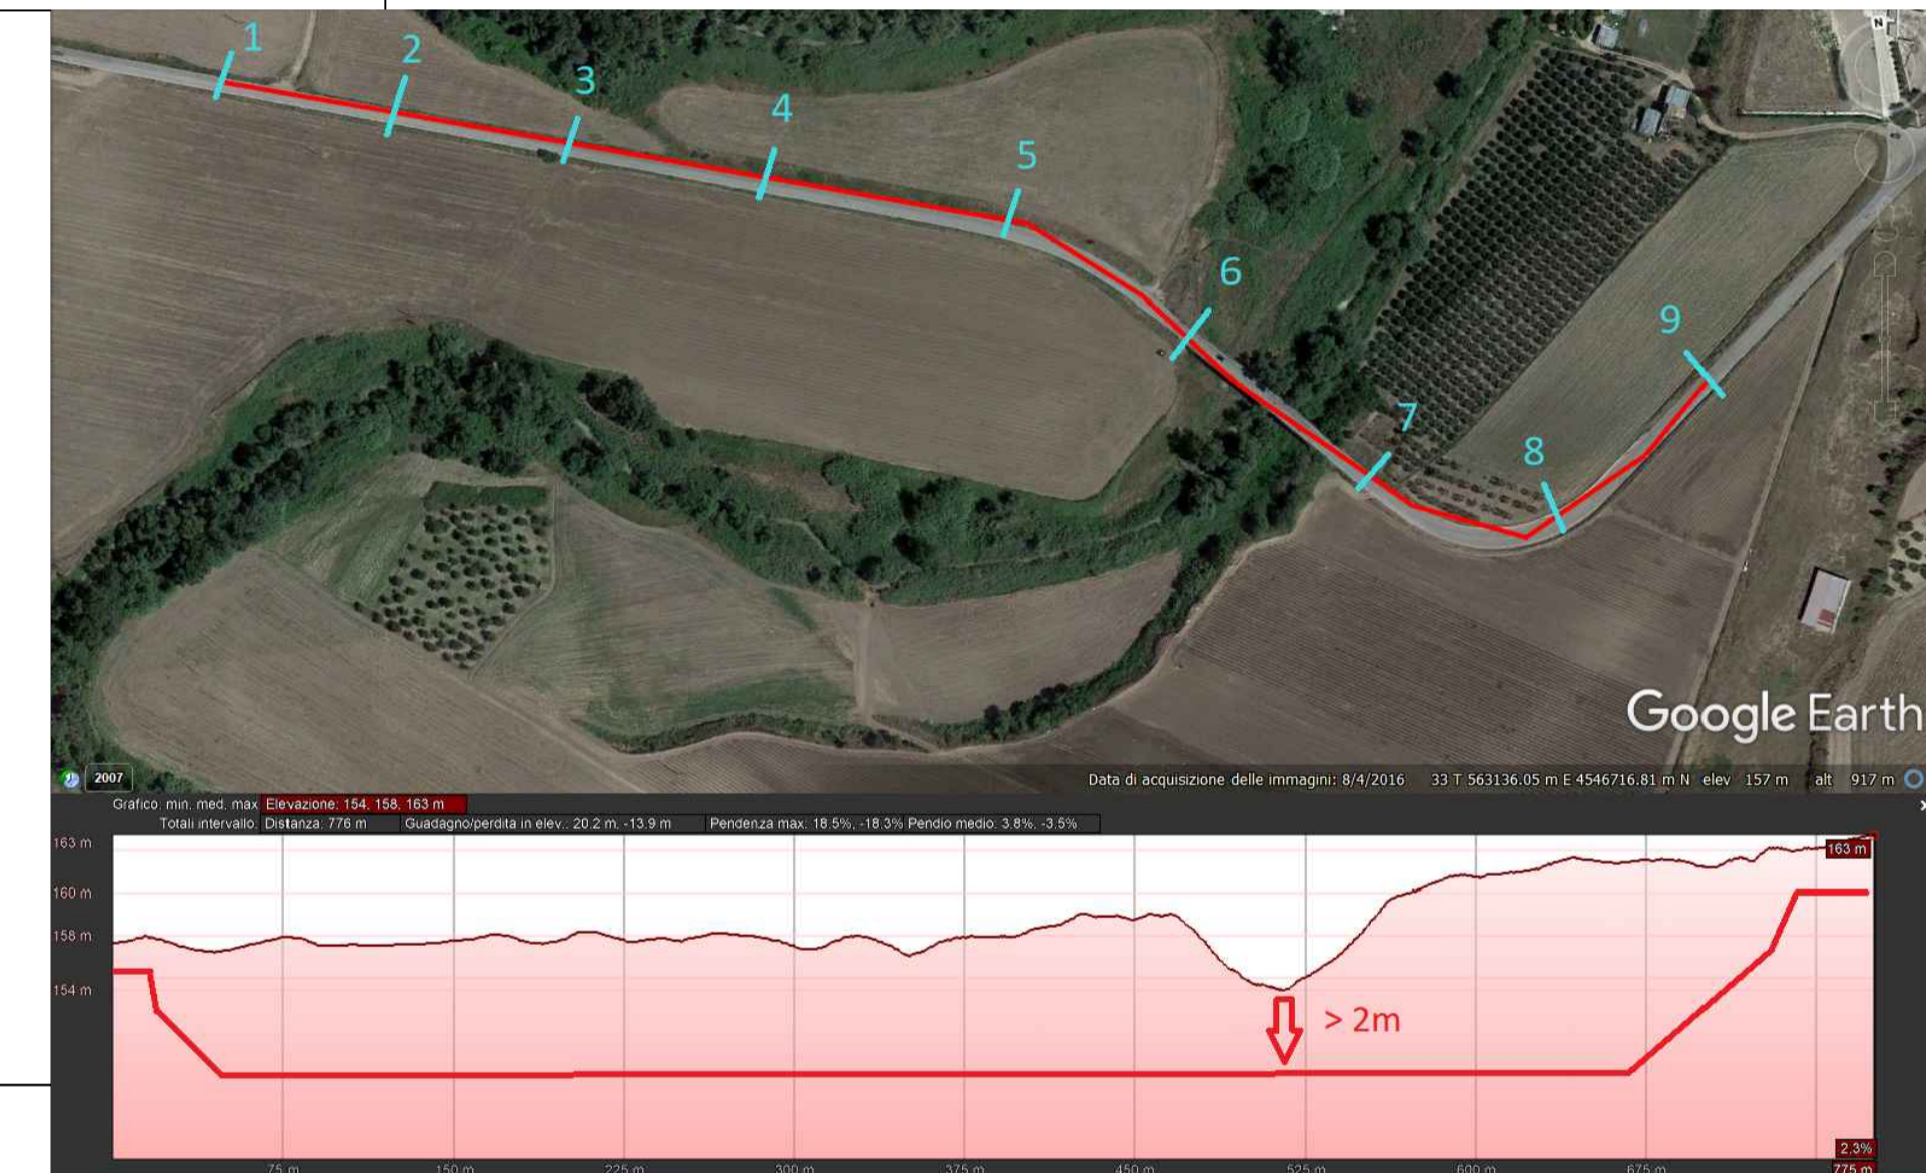 1
2
3
4
5
6
7
8
9
N
Google Earth
2007
Data di acquisizione delle immagini: 8/4/2016 33 T 563136.05 m E 4546716.81 m N elev 157 m alt 917 m
Grafico: min, med, max Elevazione: 154, 158, 163 m
Totali intervallo: Distanza: 776 m Guadagno/perdita in elev.: 20.2 m, -13.9 m Pendenza max: 18.5%, -18.3% Pendio medio: 3.8%, -3.5%
163 m
163 m
160 m
158 m
154 m
> 2m
2,3%
75 m 150 m 225 m 300 m 375 m 450 m 525 m 600 m 675 m 775 m